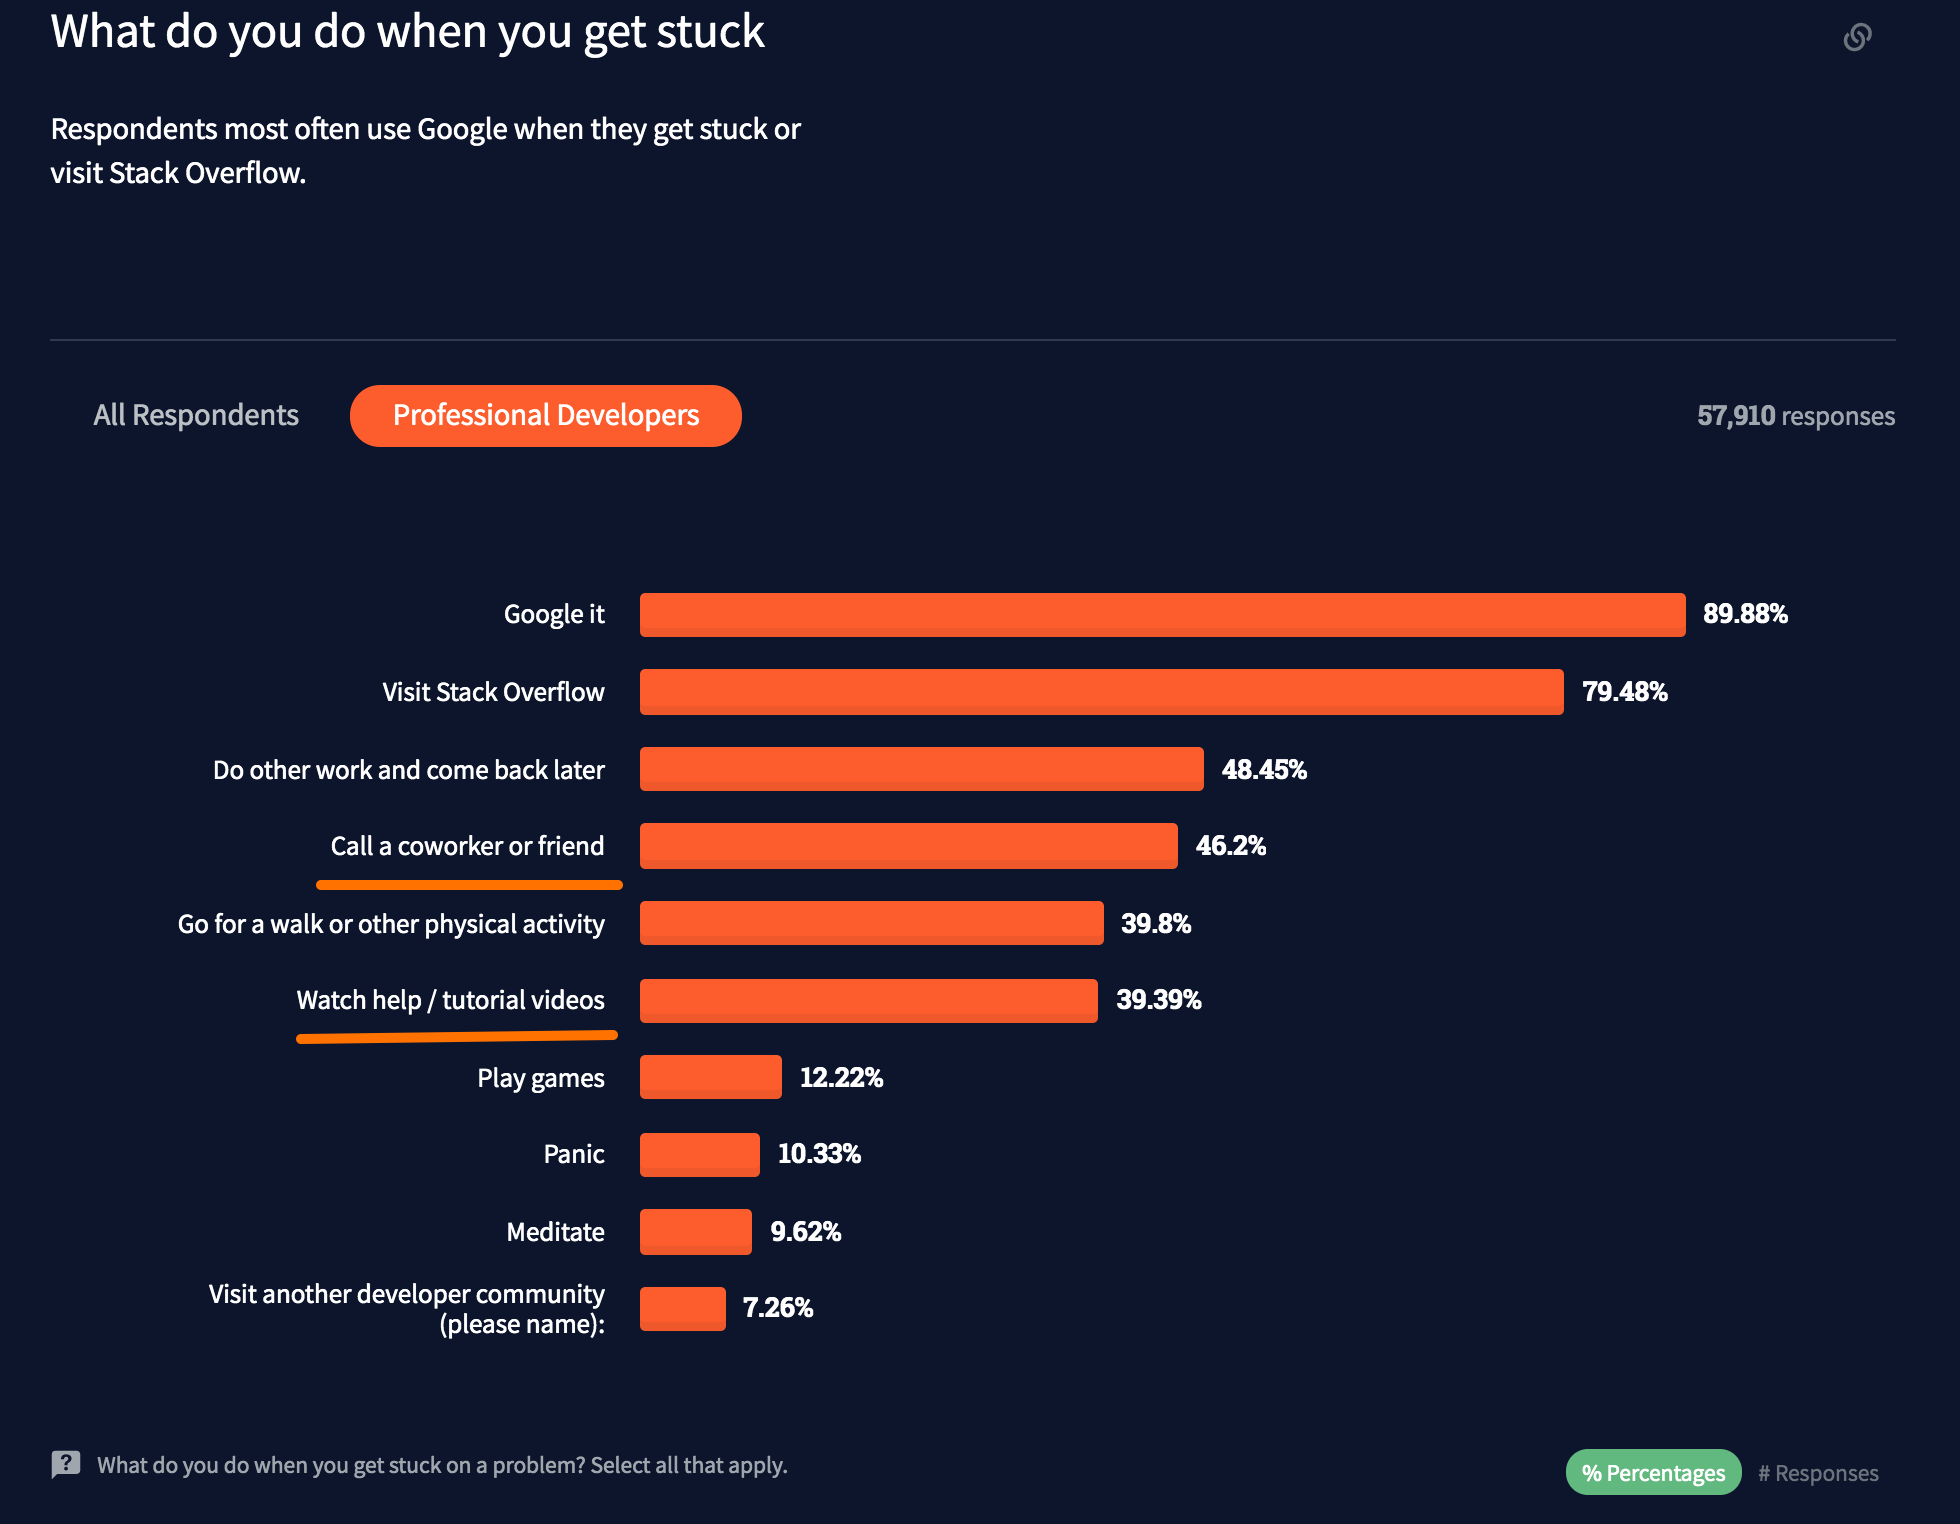 What do you do when you get stuck
Respondents most often use Google when they get stuck or
visit Stack Overflow.
All Respondents
Professional Developers
57,910 responses
Google it
89.88%
Visit Stack Overflow
79.48%
Do other work and come back later
48.45%
Call a coworker or friend
46.2%
Go for a walk or other physical activity
39.8%
Watch help / tutorial videos
39.39%
Play games
12.22%
Panic
10.33%
Meditate
9.62%
Visit another developer community
(please name):
7.26%
? What do you do when you get stuck on a problem? Select all that apply.
% Percentages
# Responses